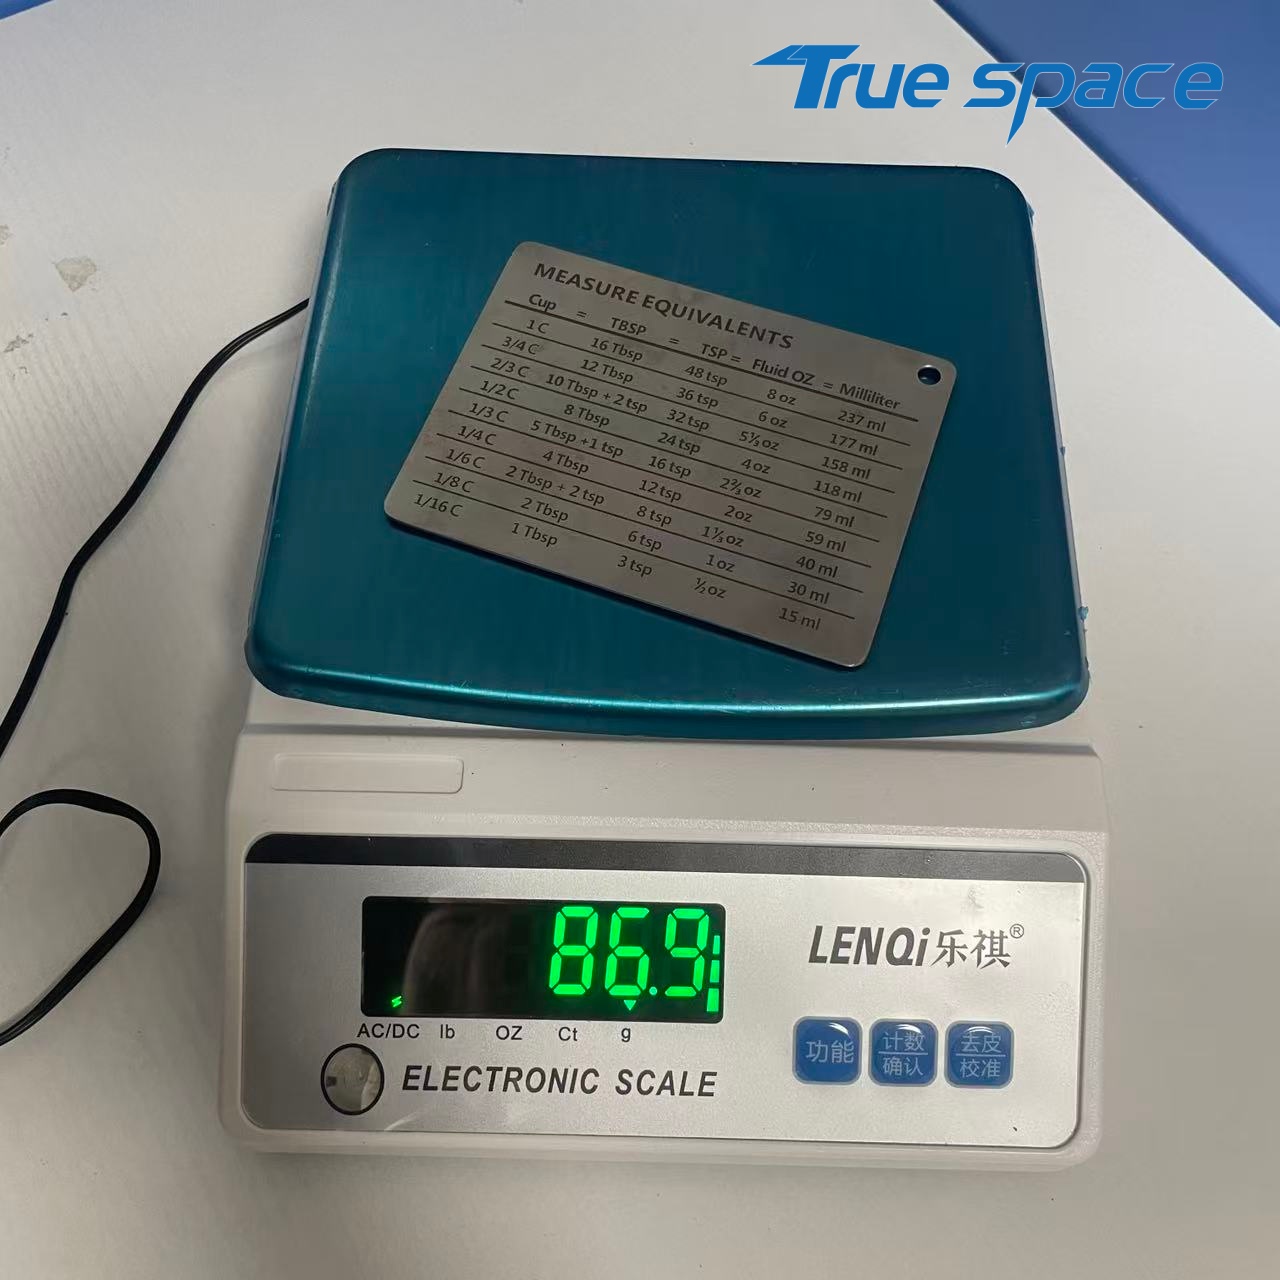 True space
MEASURE EQUIVALENTS
Cup = TBSP = TSP = Fluid OZ = Milliliter
1 C 16 Tbsp 48 tsp 8 oz 237 ml
3/4 C 12 Tbsp 36 tsp 6 oz 177 ml
2/3 C 10 Tbsp + 2 tsp 32 tsp 5⅓ oz 158 ml
1/2 C 8 Tbsp 24 tsp 4 oz 118 ml
1/3 C 5 Tbsp +1 tsp 16 tsp 2⅔ oz 79 ml
1/4 C 4 Tbsp 12 tsp 2oz 59 ml
1/6 C 2 Tbsp + 2 tsp 8 tsp 1⅓ oz 40 ml
1/8 C 2 Tbsp 6 tsp 1 oz 30 ml
1/16 C 1 Tbsp 3 tsp ½ oz 15 ml
86.9
AC/DC lb OZ Ct g
ELECTRONIC SCALE
LENQi乐祺®
功能 计数 去皮
确认 校准